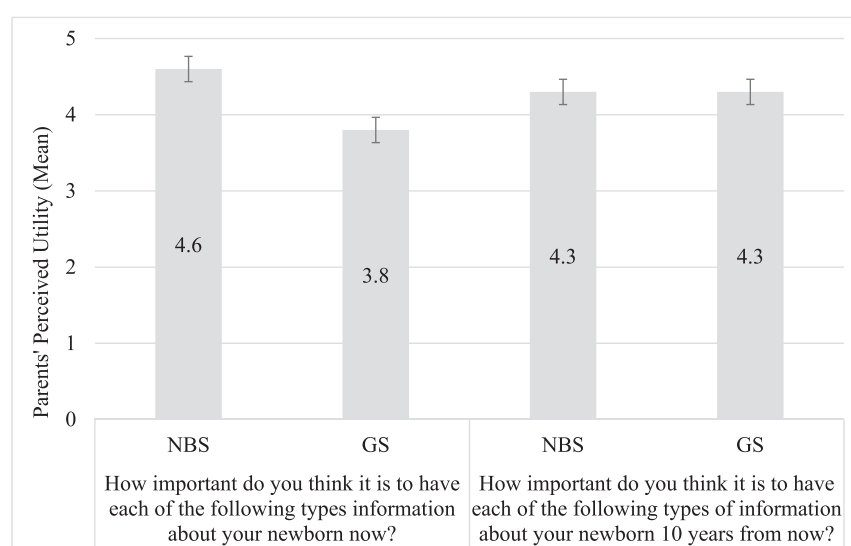 Parents' Perceived Utility (Mean)
5
4
3
2
1
0
4.6
3.8
4.3
4.3
NBS
GS
NBS
GS
How important do you think it is to have
each of the following types information
about your newborn now?
How important do you think it is to have
each of the following types of information
about your newborn 10 years from now?